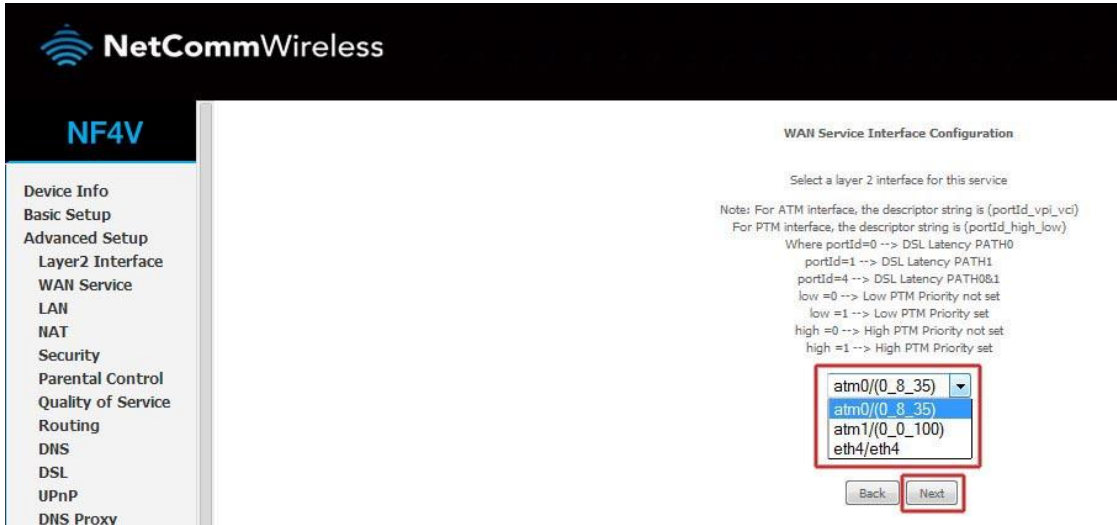 NetCommWireless
NF4V
Device Info
Basic Setup
Advanced Setup
Layer2 Interface
WAN Service
LAN
NAT
Security
Parental Control
Quality of Service
Routing
DNS
DSL
UPnP
DNS Proxy
WAN Service Interface Configuration
Select a layer 2 interface for this service
Note: For ATM interface, the descriptor string is (portId_vpi_vci)
For PTM interface, the descriptor string is (portId_high_low)
Where portId=0 --> DSL Latency PATH0
portId=1 --> DSL Latency PATH1
portId=4 --> DSL Latency PATH0&1
low =0 --> Low PTM Priority not set
low =1 --> Low PTM Priority set
high =0 --> High PTM Priority not set
high =1 --> High PTM Priority set
atm0/(0_8_35)
atm0/(0_8_35)
atm1/(0_0_100)
eth4/eth4
Back Next